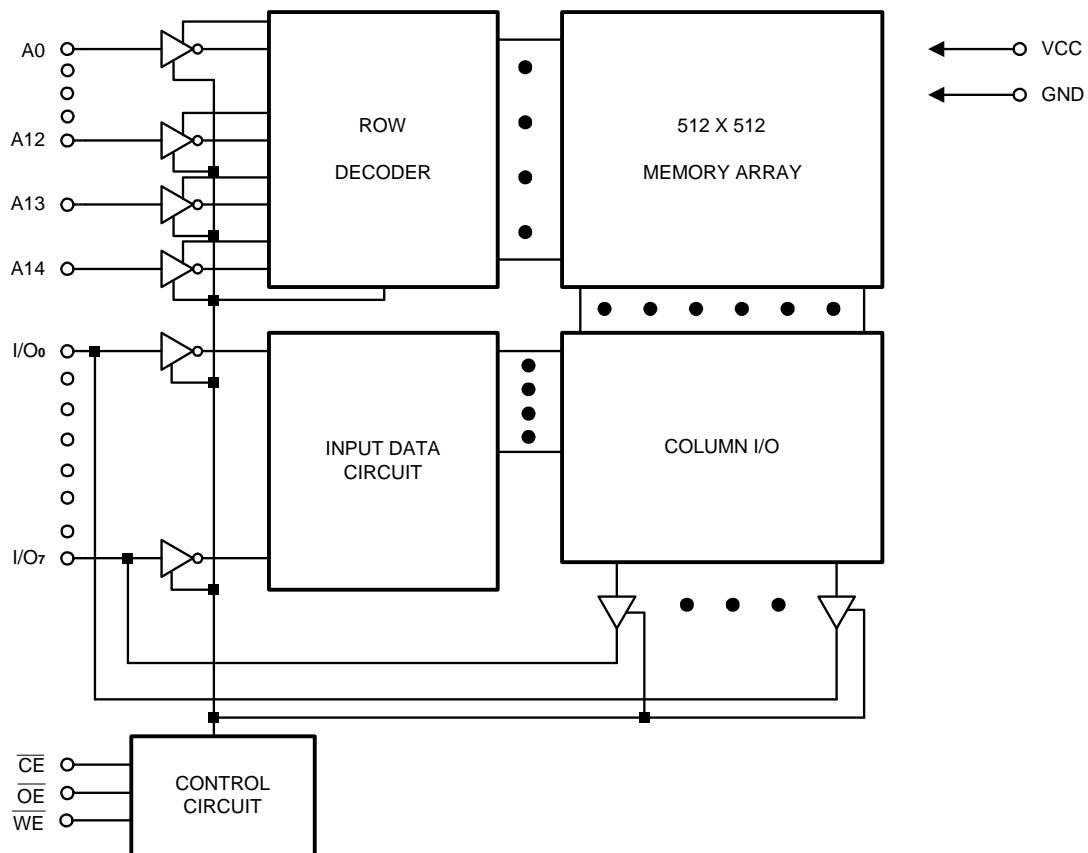 A0
A12
A13
A14
I/O0
I/O7
ROW
DECODER
512 X 512
MEMORY ARRAY
VCC
GND
INPUT DATA
CIRCUIT
COLUMN I/O
CE
OE
WE
CONTROL
CIRCUIT